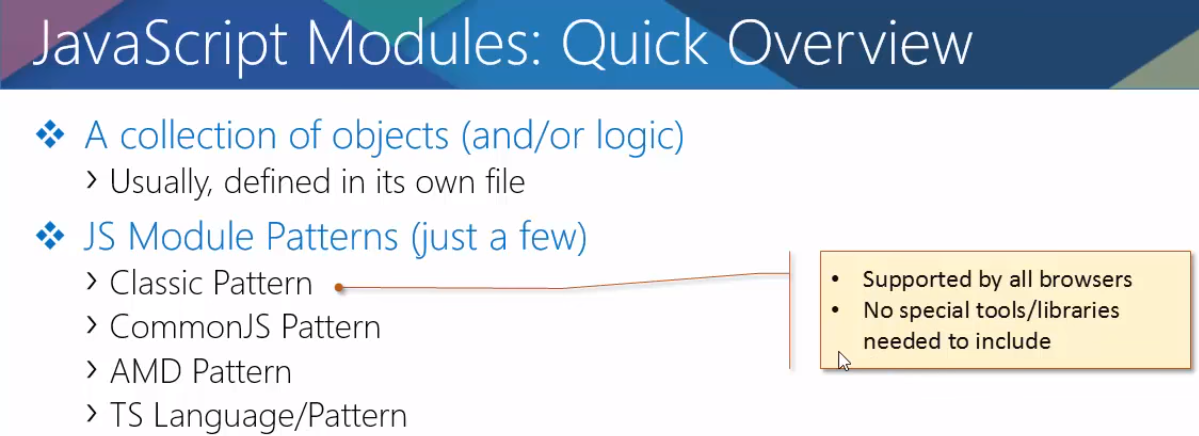 JavaScript Modules: Quick Overview
A collection of objects (and/or logic)
Usually, defined in its own file
JS Module Patterns (just a few)
Classic Pattern
CommonJS Pattern
AMD Pattern
TS Language/Pattern
• Supported by all browsers
• No special tools/libraries
needed to include